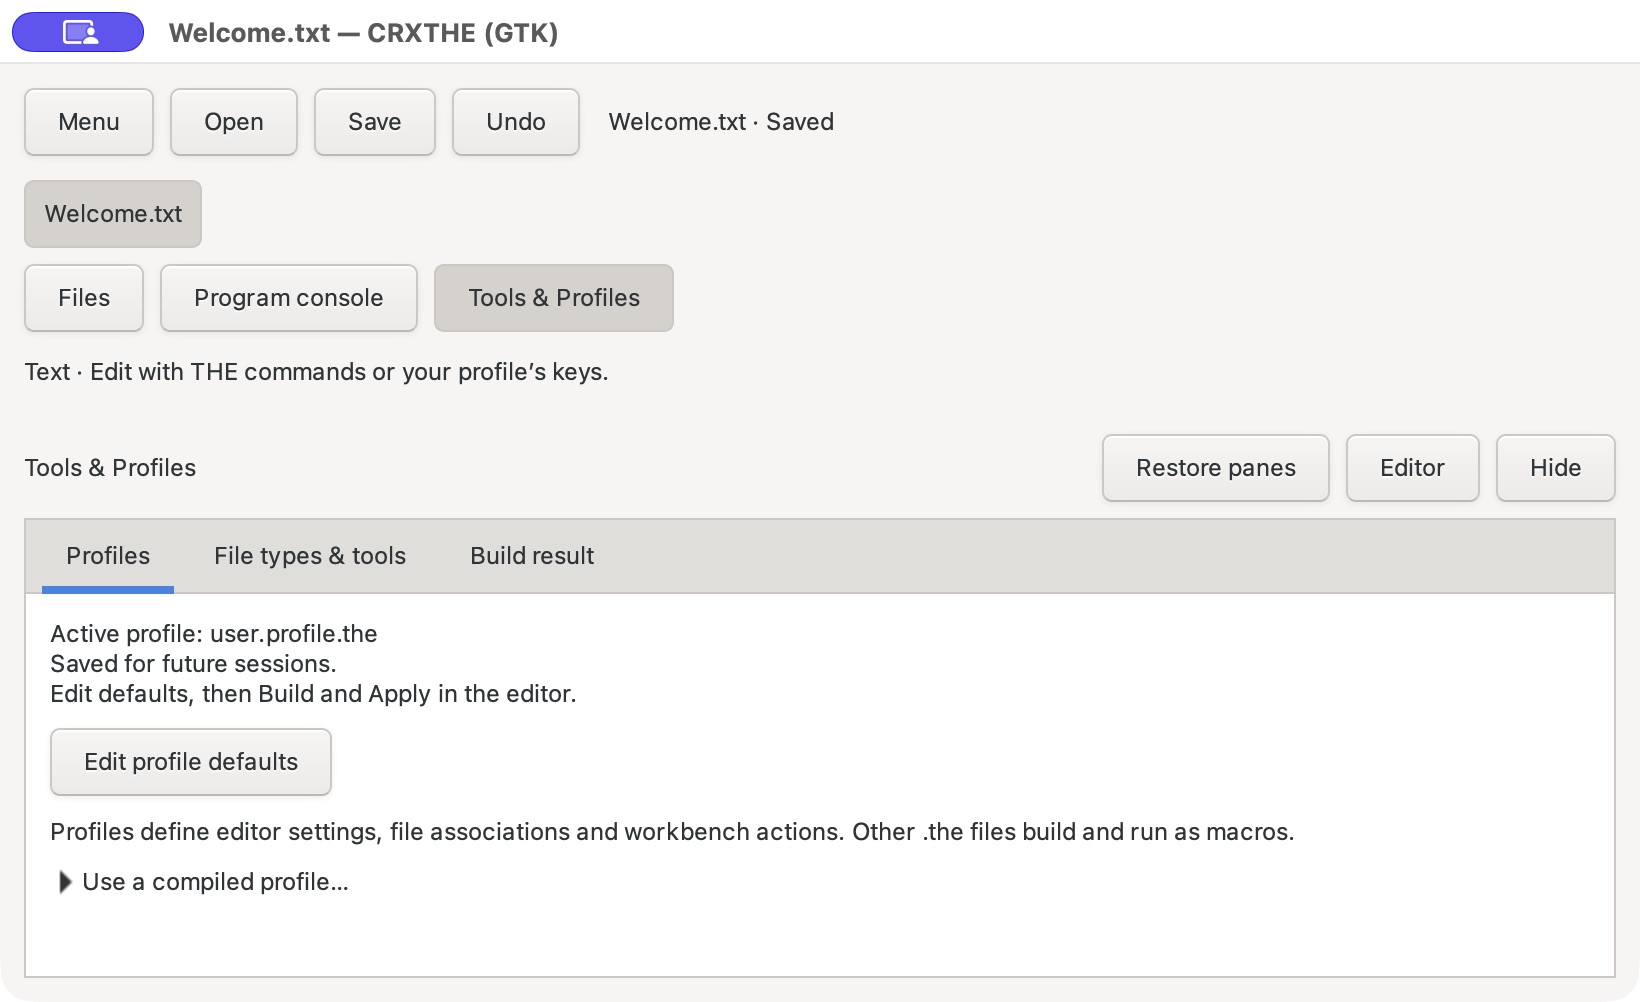 Welcome.txt — CRXTHE (GTK)
Menu Open Save Undo Welcome.txt · Saved
Welcome.txt
Files Program console Tools & Profiles
Text · Edit with THE commands or your profile’s keys.
Tools & Profiles Restore panes Editor Hide
Profiles File types & tools Build result
Active profile: user.profile.the
Saved for future sessions.
Edit defaults, then Build and Apply in the editor.
Edit profile defaults
Profiles define editor settings, file associations and workbench actions. Other .the files build and run as macros.
Use a compiled profile...